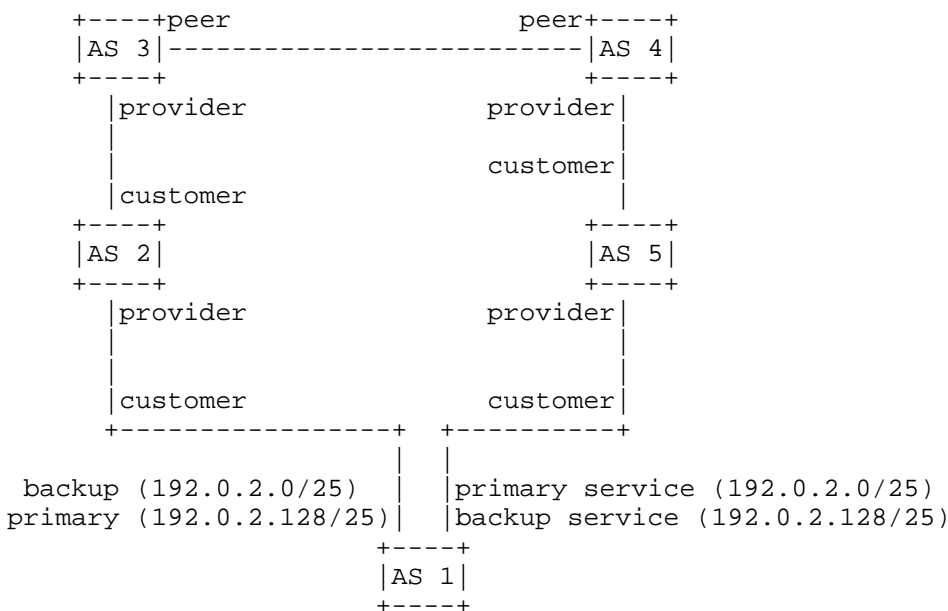 peer peer
AS 3 AS 4
provider provider
customer
customer
AS 2 AS 5
provider provider
customer customer
backup (192.0.2.0/25) primary service (192.0.2.0/25)
primary (192.0.2.128/25) backup service (192.0.2.128/25)
AS 1